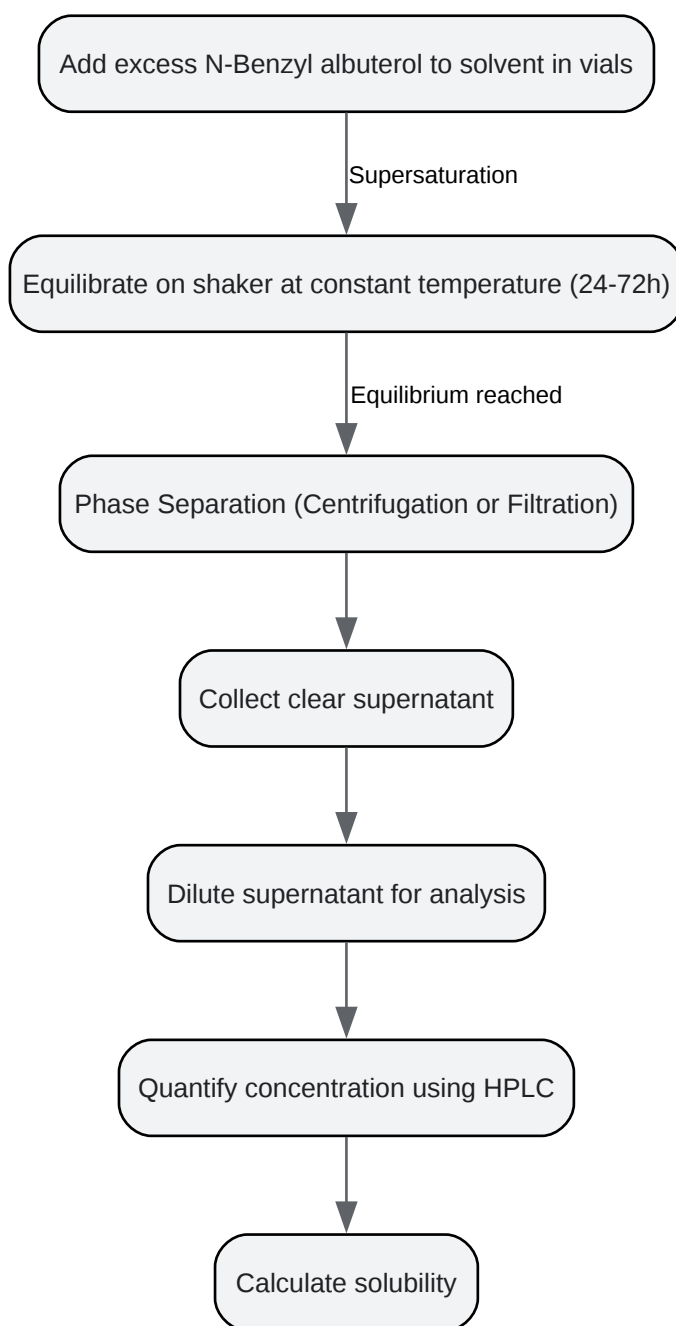 Add excess N-Benzyl albuterol to solvent in vials
Supersaturation
Equilibrate on shaker at constant temperature (24-72h)
Equilibrium reached
Phase Separation (Centrifugation or Filtration)
Collect clear supernatant
Dilute supernatant for analysis
Quantify concentration using HPLC
Calculate solubility